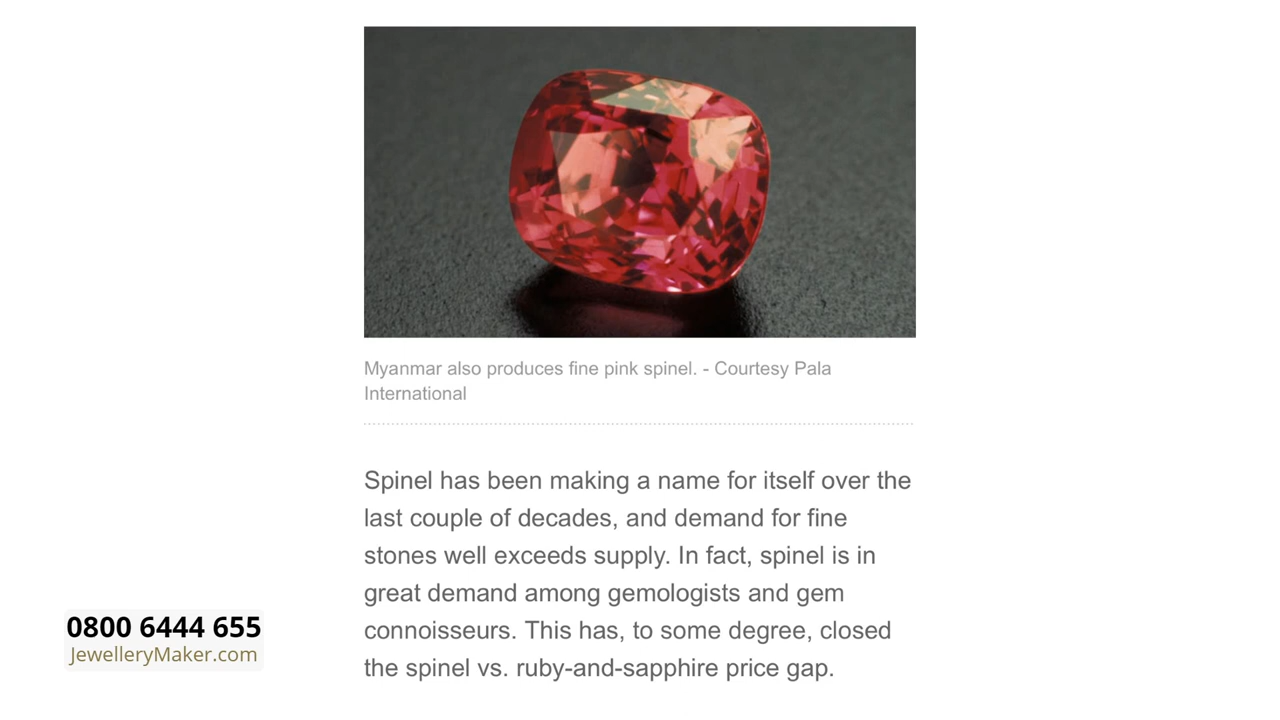 Myanmar also produces fine pink spinel. - Courtesy Pala
International
Spinel has been making a name for itself over the
last couple of decades, and demand for fine
stones well exceeds supply. In fact, spinel is in
great demand among gemologists and gem
connoisseurs. This has, to some degree, closed
the spinel vs. ruby-and-sapphire price gap.
0800 6444 655
JewelleryMaker.com